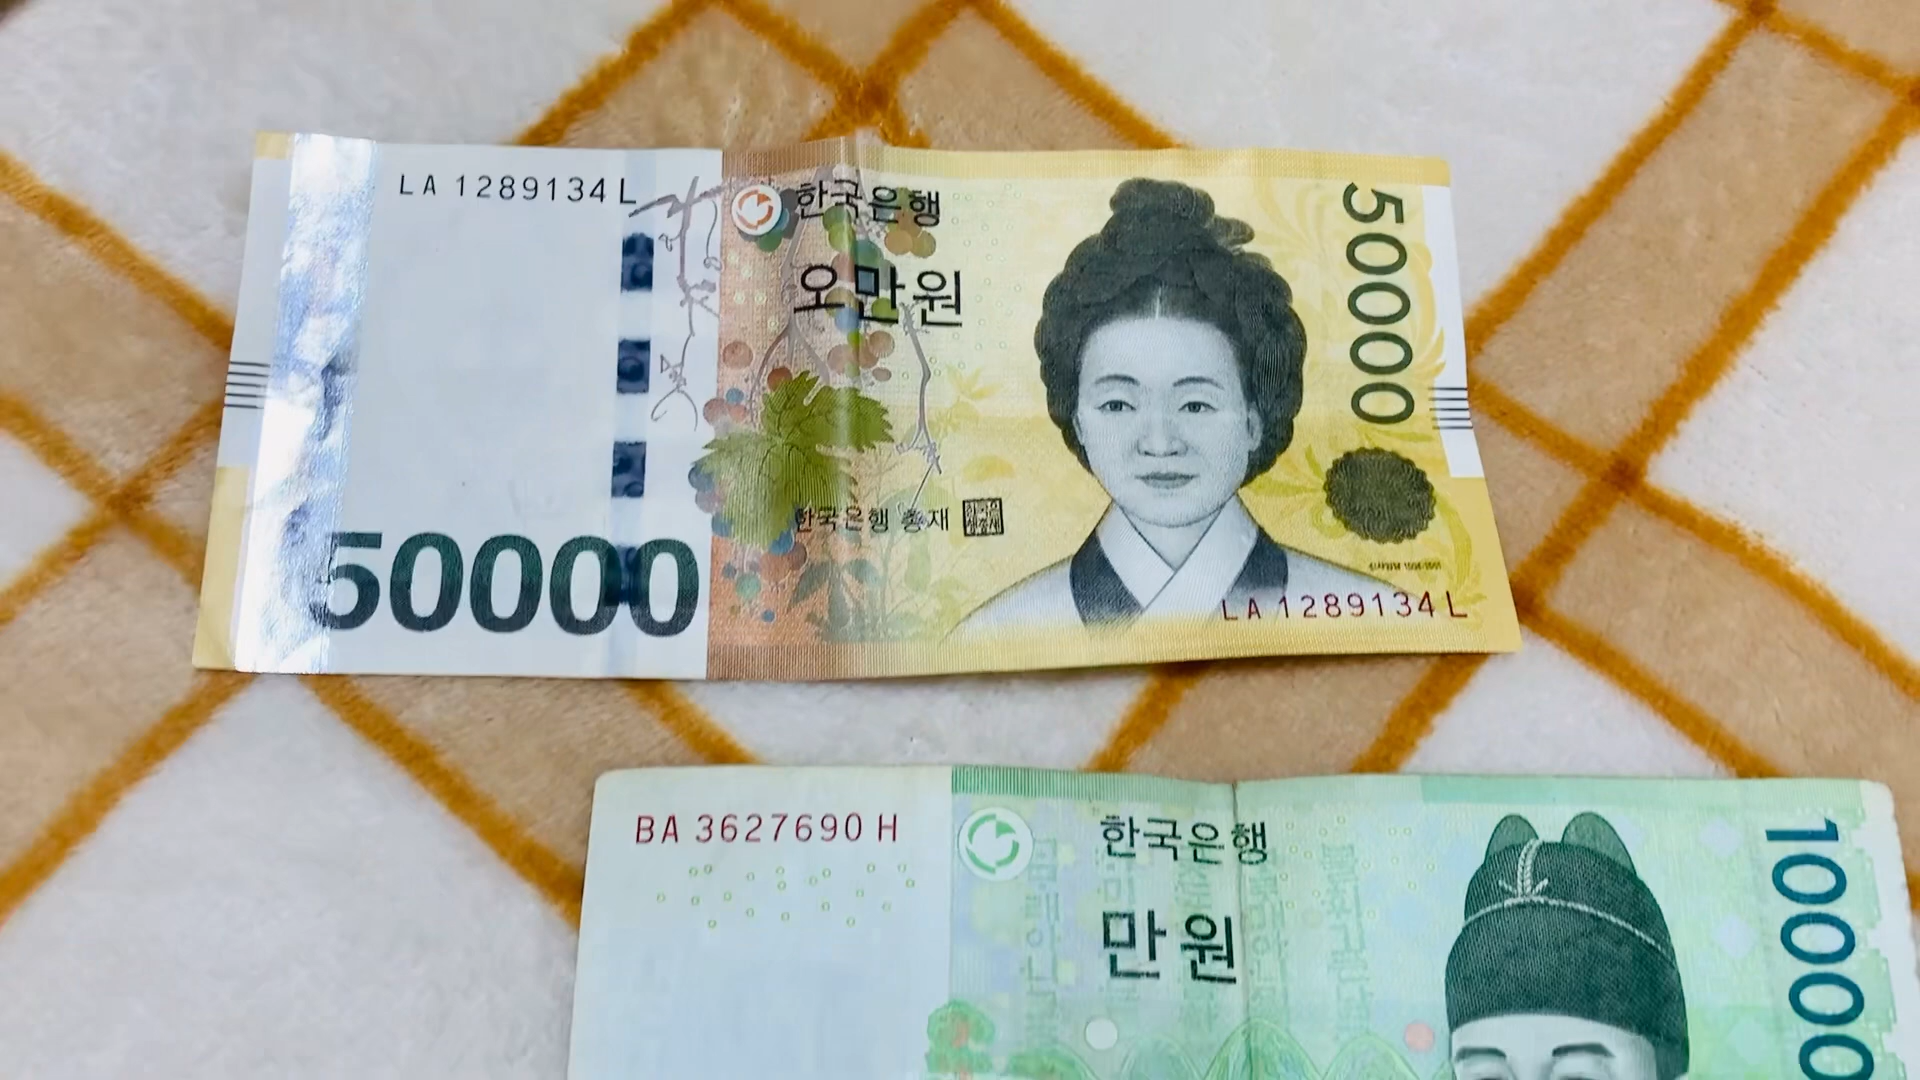 LA 1289134 L
한국은행
오만원
50000
한국은행 총재
50000
LA 1289134 L
BA 3627690 H
한국은행
만원
10000